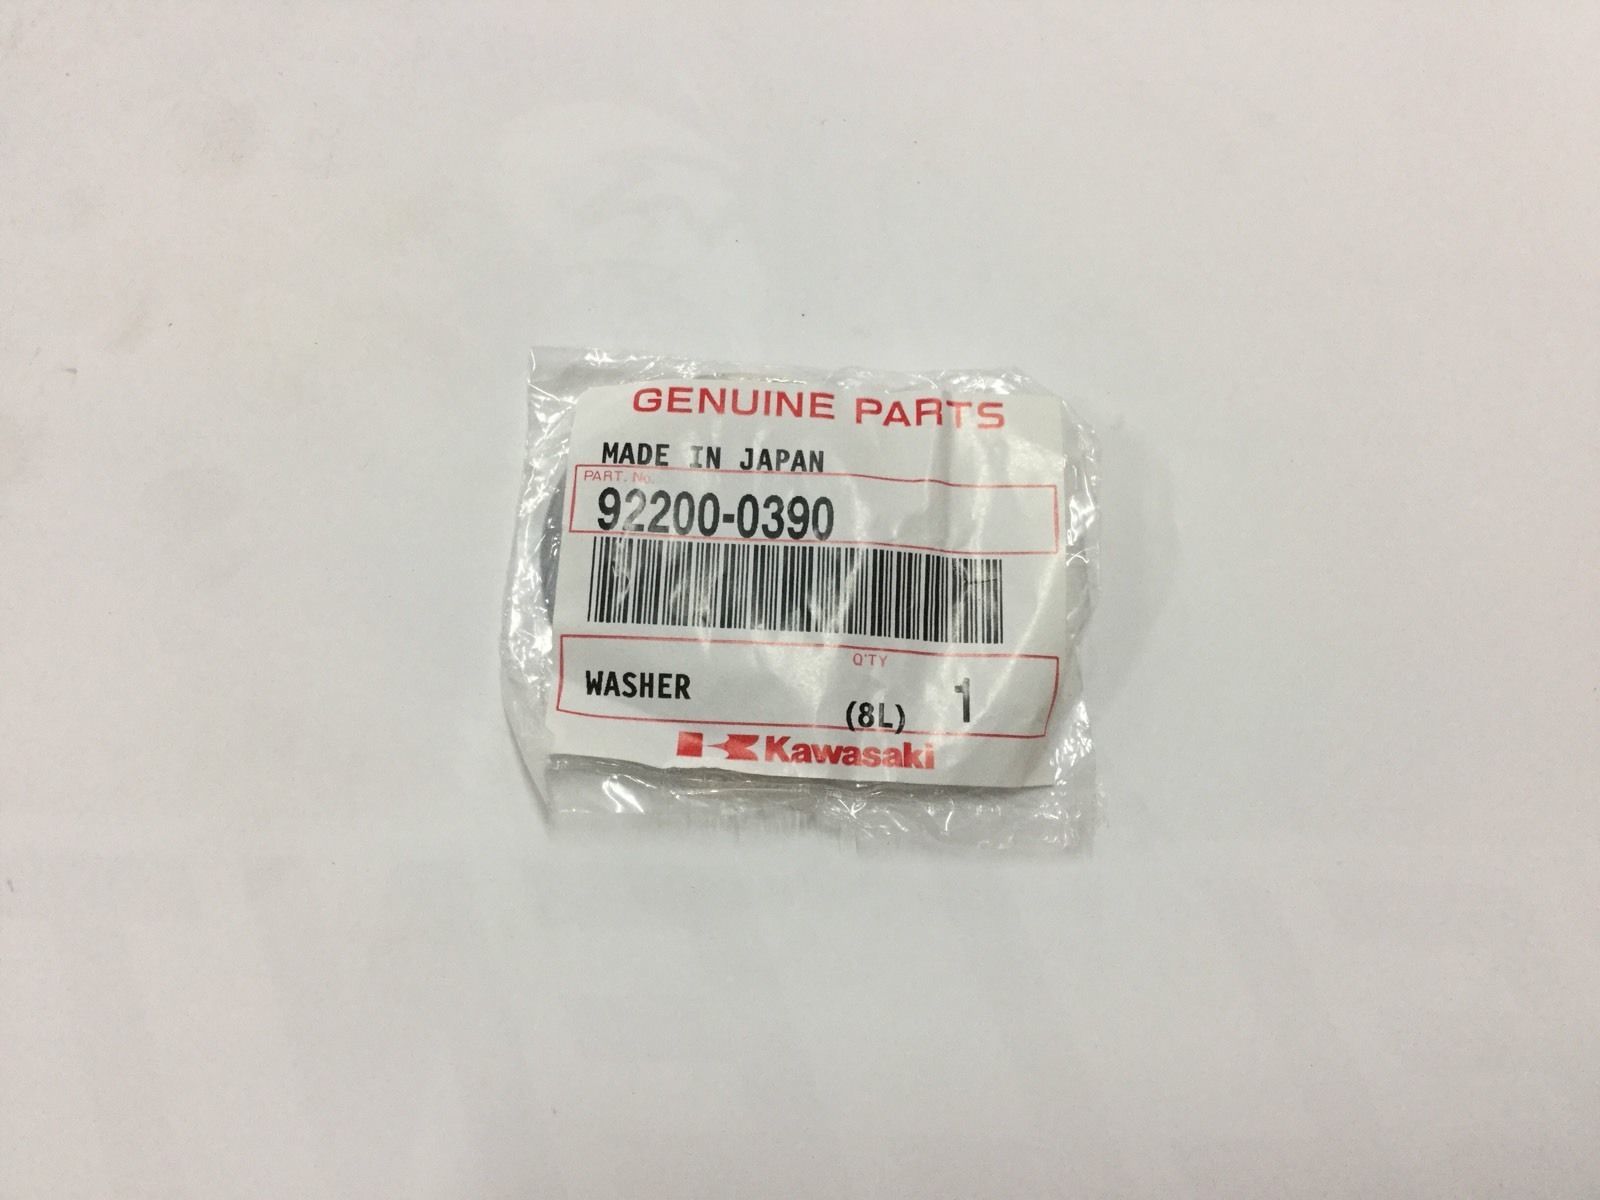 GENUINE PARTS
MADE IN JAPAN
PART. No.
92200-0390
Q'TY
WASHER (8L) 1
Kawasaki